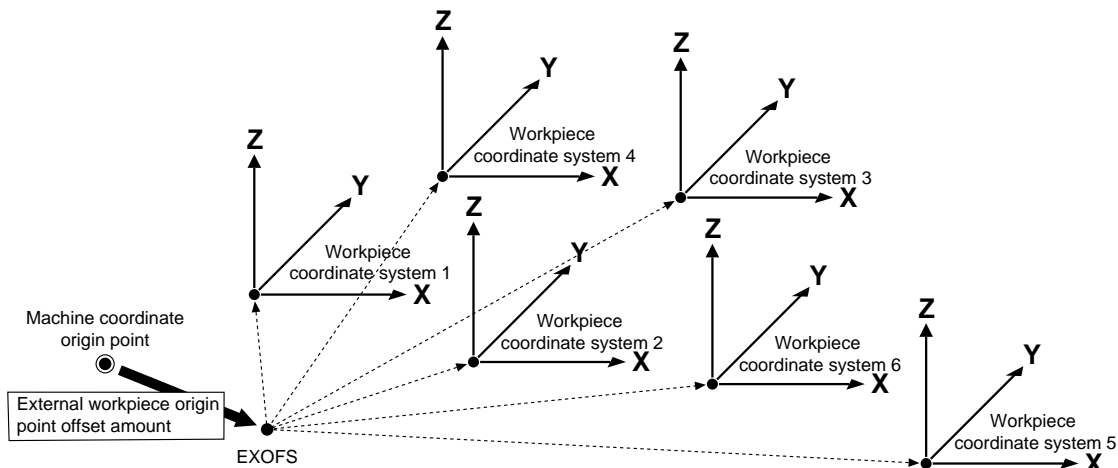 Z
Y
Workpiece
coordinate system 4
X
Z
Y
Workpiece
coordinate system 3
X
Z
Y
Workpiece
coordinate system 1
X
Z
Y
Workpiece
coordinate system 2
X
Z
Y
Workpiece
coordinate system 6
X
Z
Y
Workpiece
coordinate system 5
X
Machine coordinate
origin point
External workpiece origin
point offset amount
EXOFS